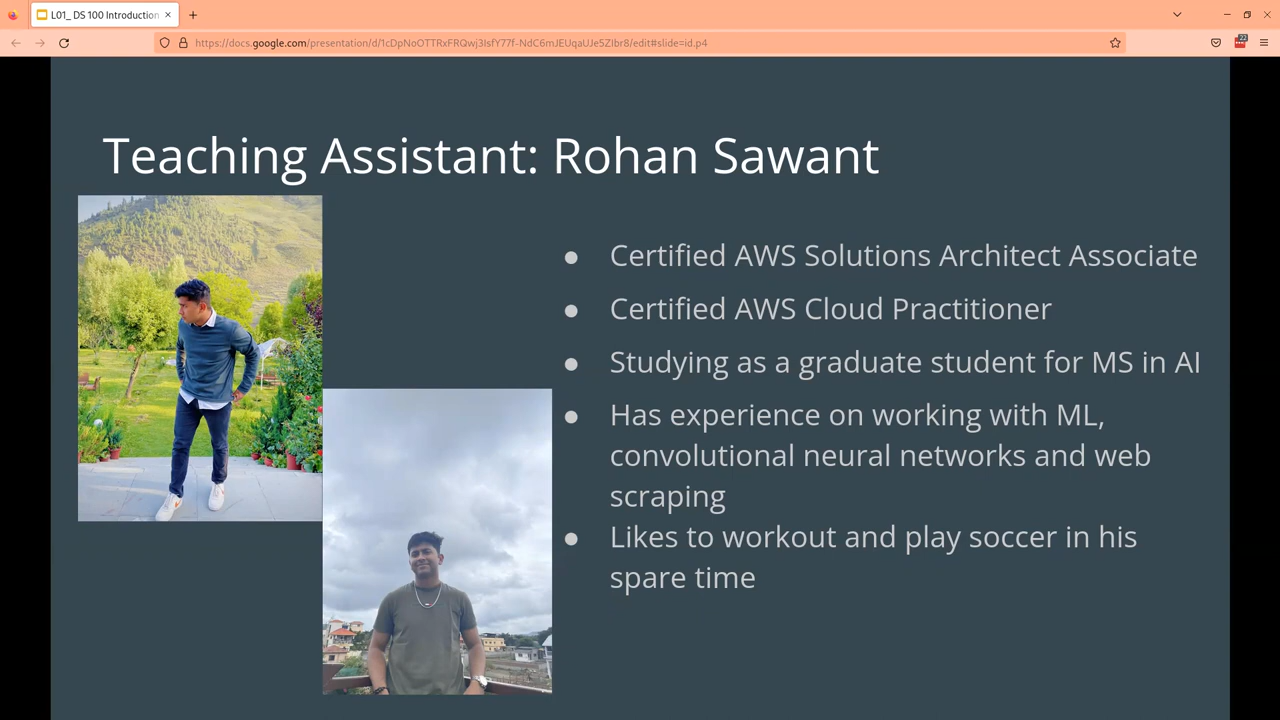 L01_ DS 100 Introduction
https://docs.google.com/presentation/d/1cDpNoOTTRxFRQwj3IsfY77f-NdC6mJEUqaUJe5ZIbr8/edit#slide=id.p4
22
Teaching Assistant: Rohan Sawant
● Certified AWS Solutions Architect Associate
● Certified AWS Cloud Practitioner
● Studying as a graduate student for MS in AI
● Has experience on working with ML,
convolutional neural networks and web
scraping
● Likes to workout and play soccer in his
spare time